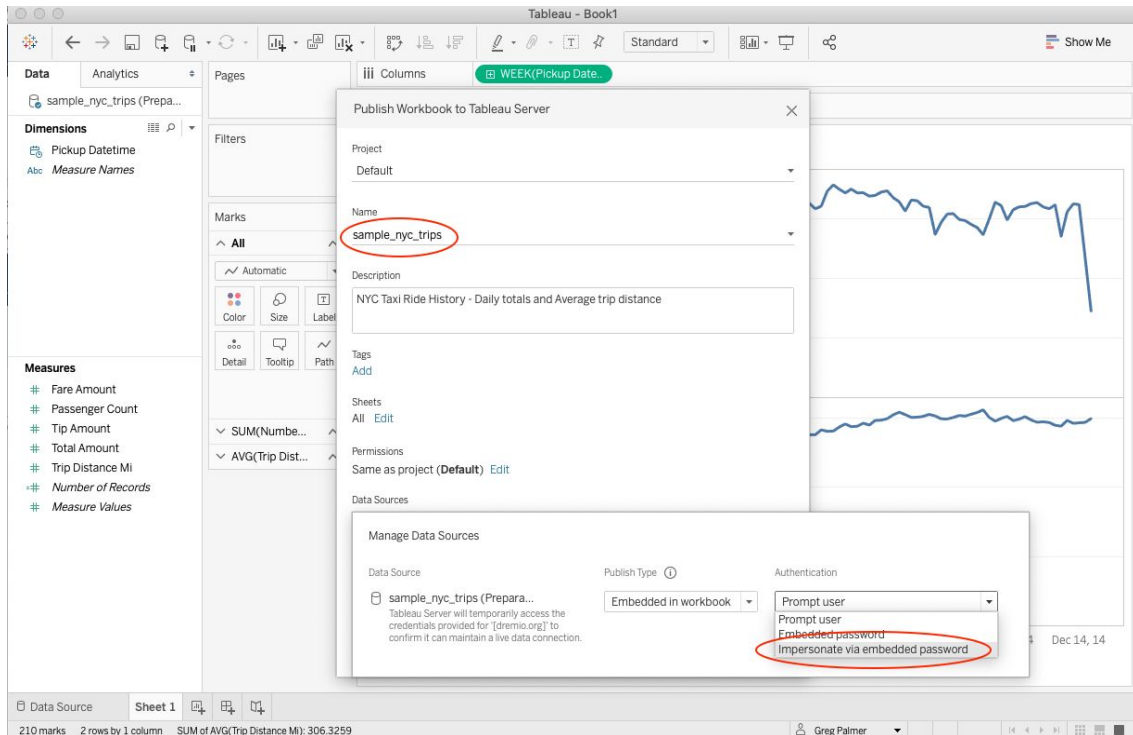 Tableau - Book1
Standard
Show Me
Data
Analytics
Pages
iii Columns
WEEK(Pickup Date..
sample_nyc_trips (Prepa...
Dimensions
Pickup Datetime
Abc Measure Names
Filters
Marks
All
Automatic
Color
Size
Label
Detail
Tooltip
Path
SUM(Numbe...
AVG(Trip Dist...
Measures
Fare Amount
Passenger Count
Tip Amount
Total Amount
Trip Distance Mi
Number of Records
Measure Values
Publish Workbook to Tableau Server
Project
Default
Name
sample_nyc_trips
Description
NYC Taxi Ride History - Daily totals and Average trip distance
Tags
Add
Sheets
All Edit
Permissions
Same as project (Default) Edit
Data Sources
Manage Data Sources
Data Source
Publish Type
Authentication
sample_nyc_trips (Prepara...
Tableau Server will temporarily access the
credentials provided for '[dremio.org]' to
confirm it can maintain a live data connection.
Embedded in workbook
Prompt user
Prompt user
Embedded password
Impersonate via embedded password
Dec 14, 14
Data Source
Sheet 1
210 marks 2 rows by 1 column SUM of AVG(Trip Distance Mi): 306.3259
Greg Palmer